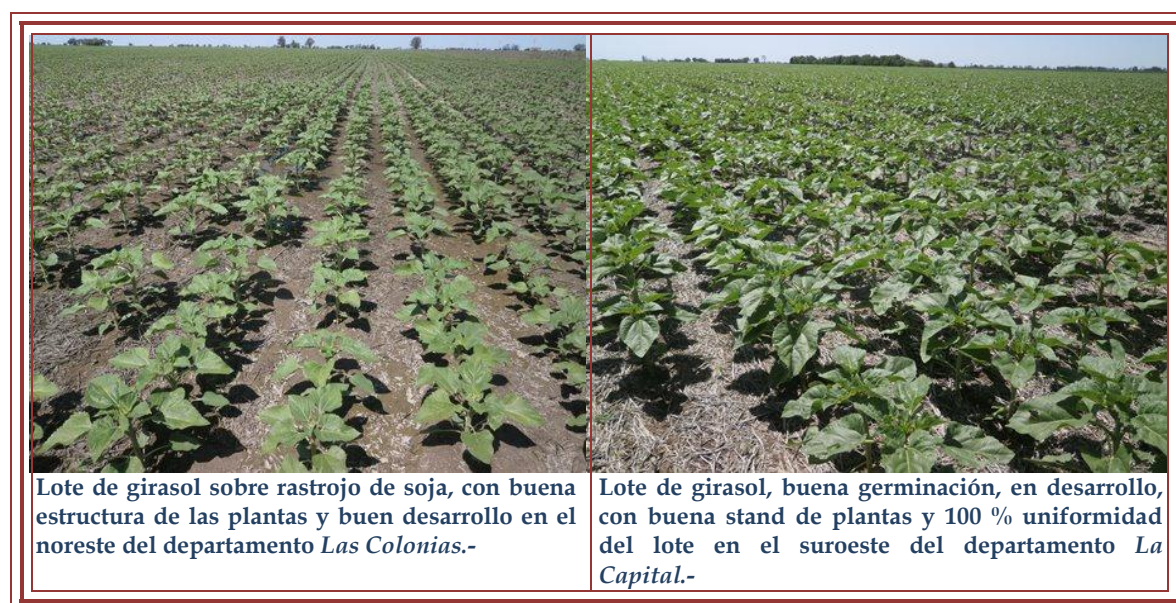 Lote de girasol sobre rastrojo de soja, con buena
estructura de las plantas y buen desarrollo en el
noreste del departamento Las Colonias.-
Lote de girasol, buena germinación, en desarrollo,
con buena stand de plantas y 100 % uniformidad
del lote en el suroeste del departamento La
Capital.-